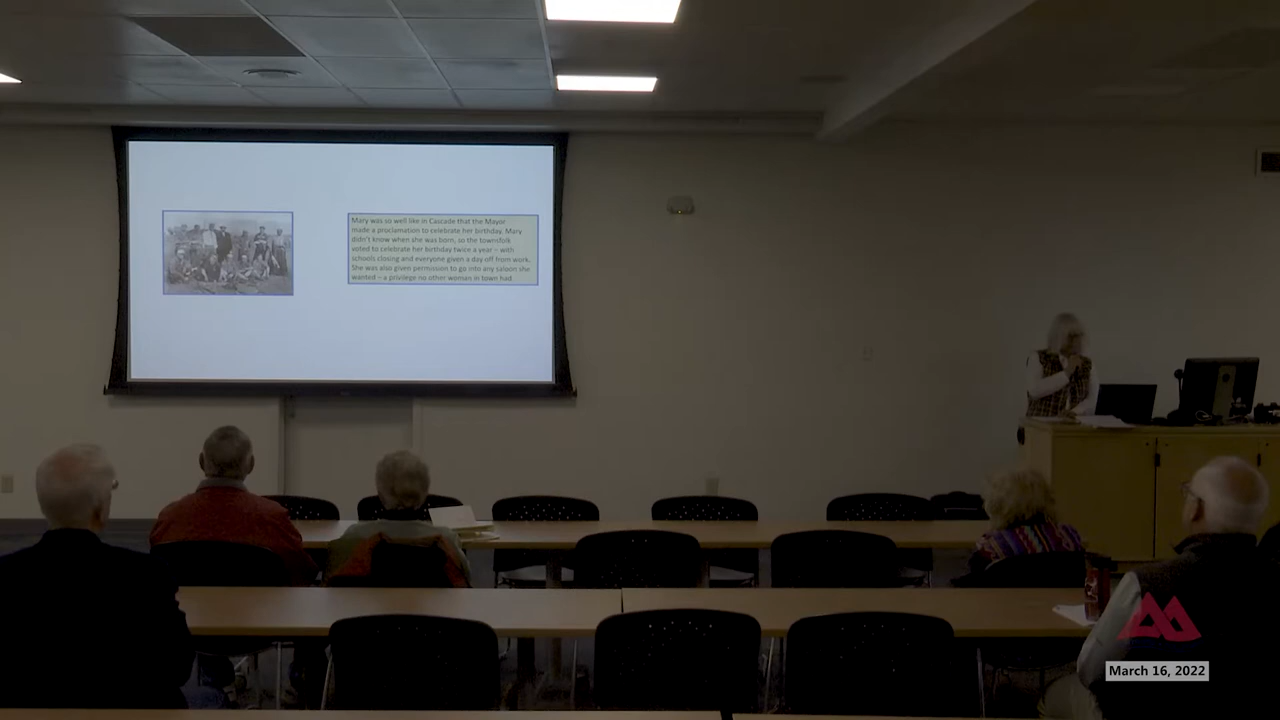 Mary was so well like in Cascade that the Mayor
made a proclamation to celebrate her birthday. Mary
didn't know when she was born, so the townsfolk
voted to celebrate her birthday twice a year – with
schools closing and everyone given a day off from work.
She was also given permission to go into any saloon she
wanted – a privilege no other woman in town had
March 16, 2022